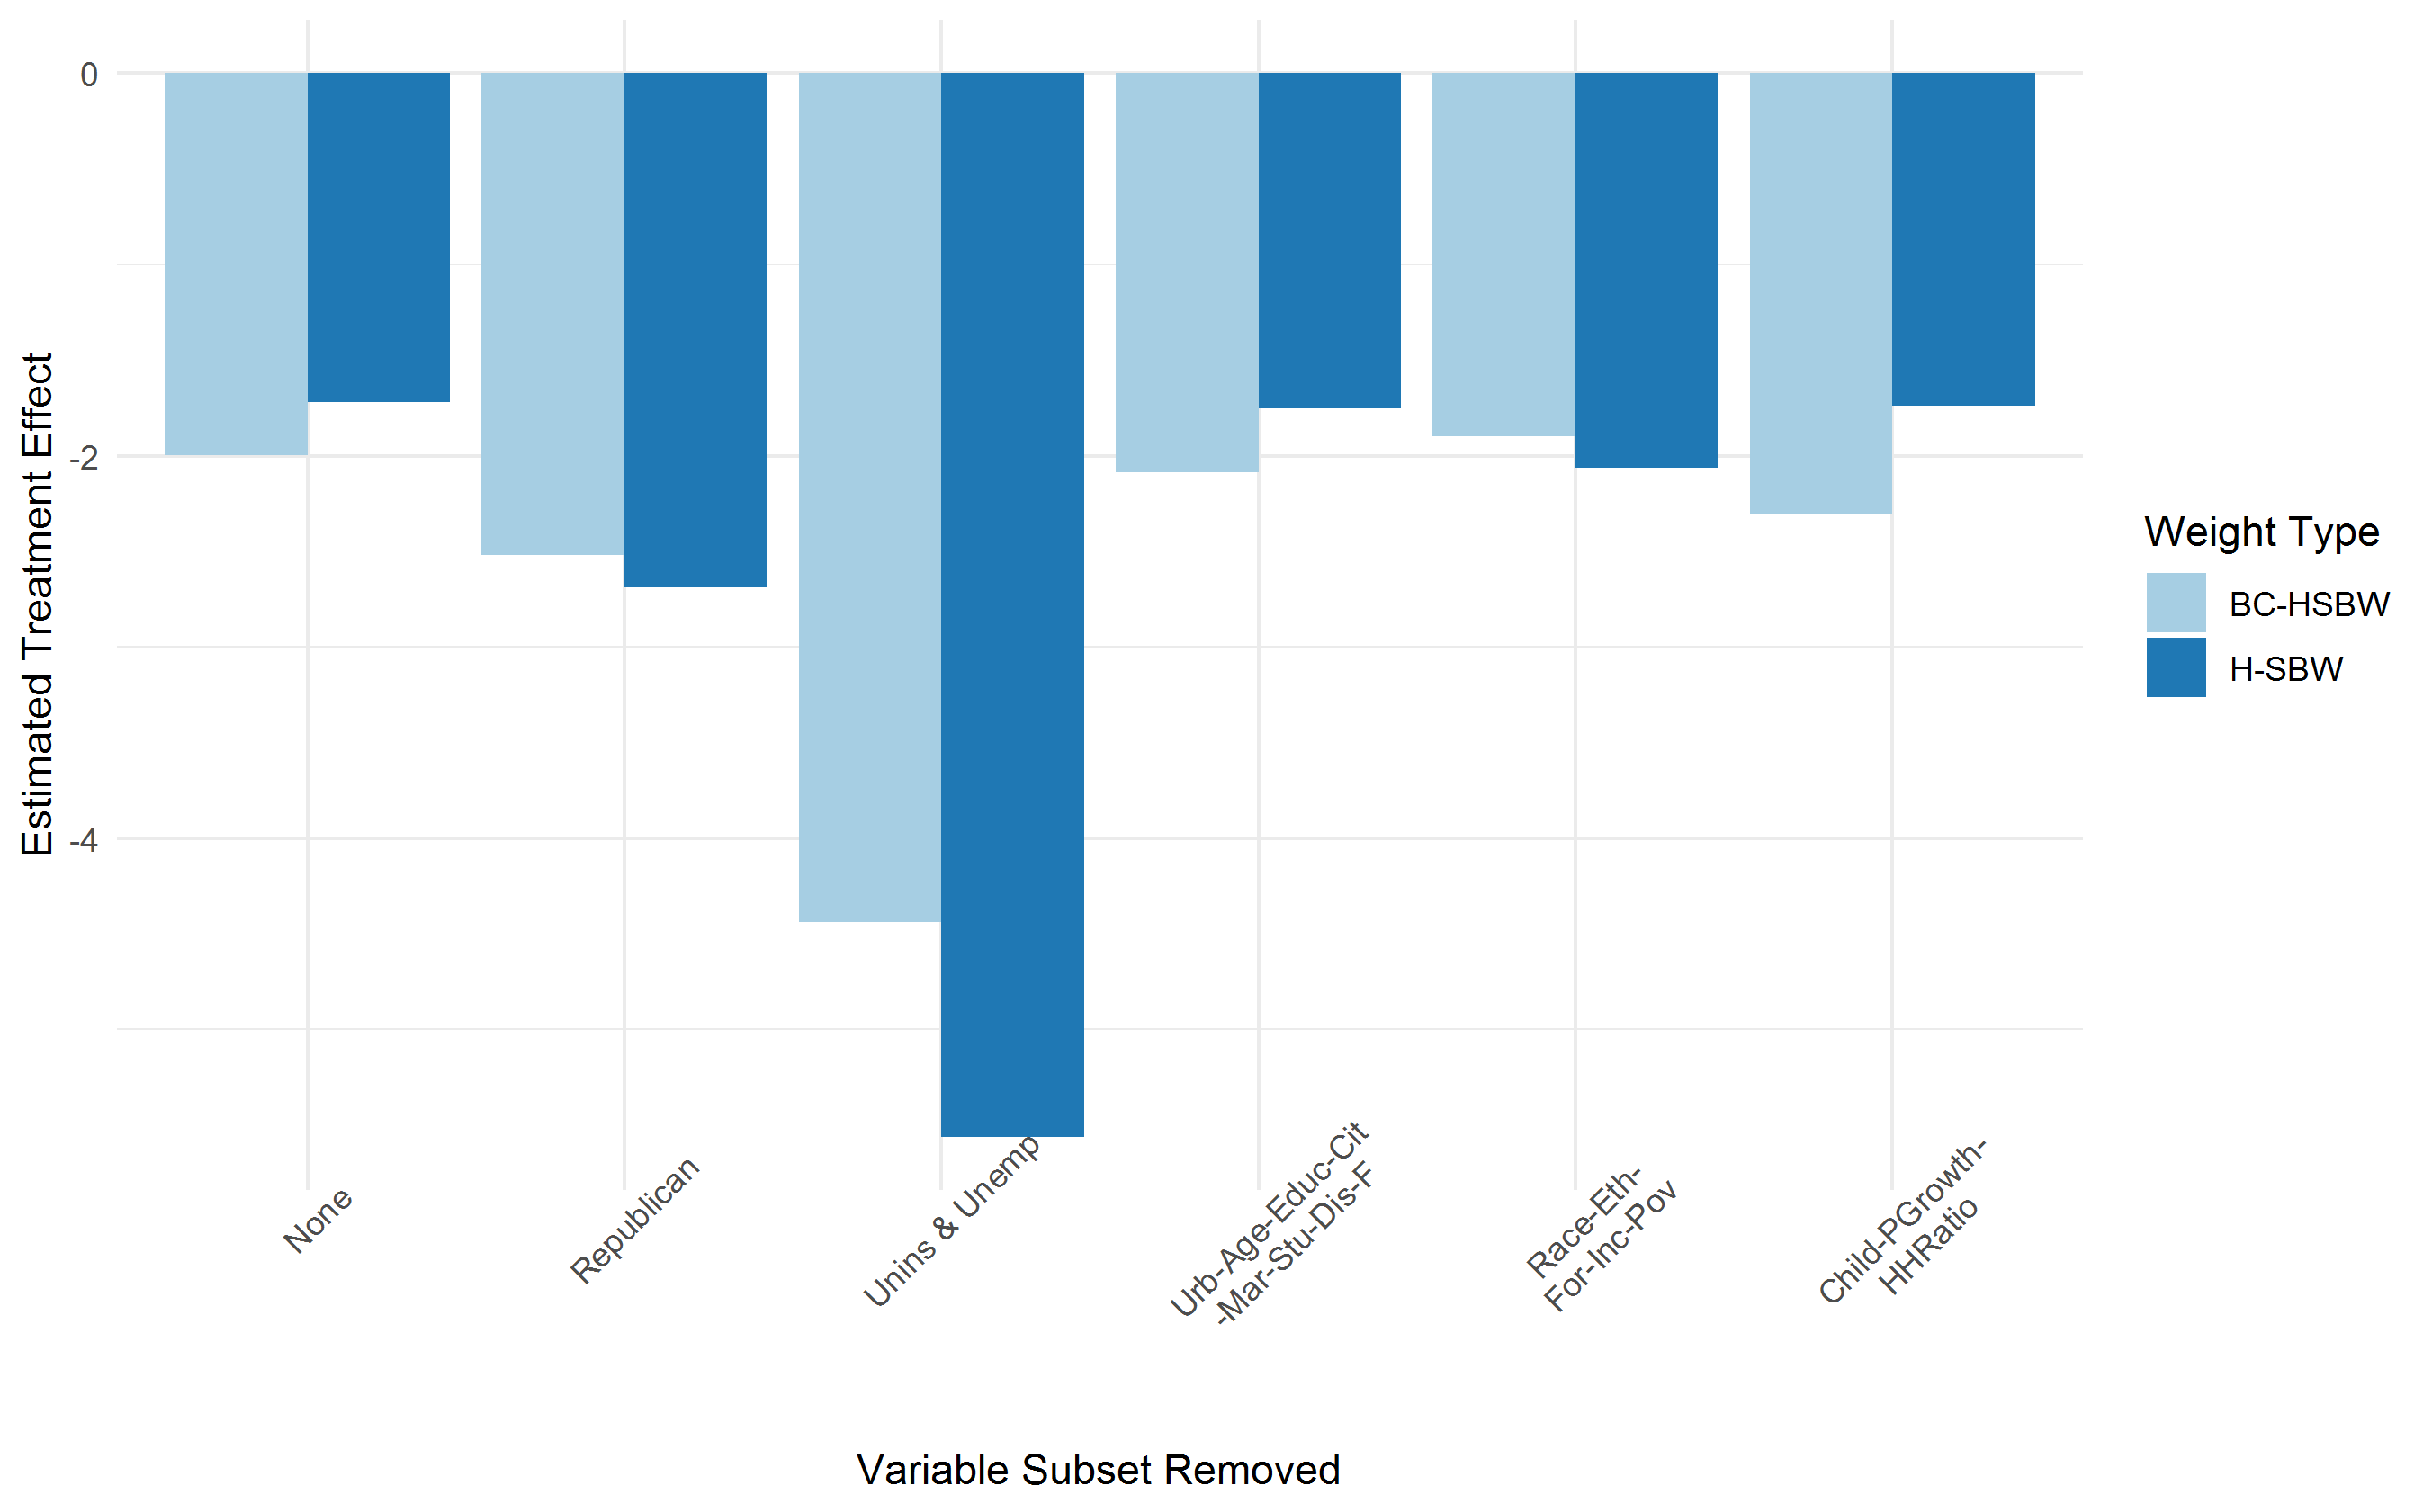 Estimated Treatment Effect
0
-2
-4
None
Republican
Unins & Unemp
Urb-Age-Educ-Cit
-Mar-Stu-Dis-F
Race-Eth-
For-Inc-Pov
Child-PGrowth-
HHRatio
Variable Subset Removed
Weight Type
BC-HSBW
H-SBW